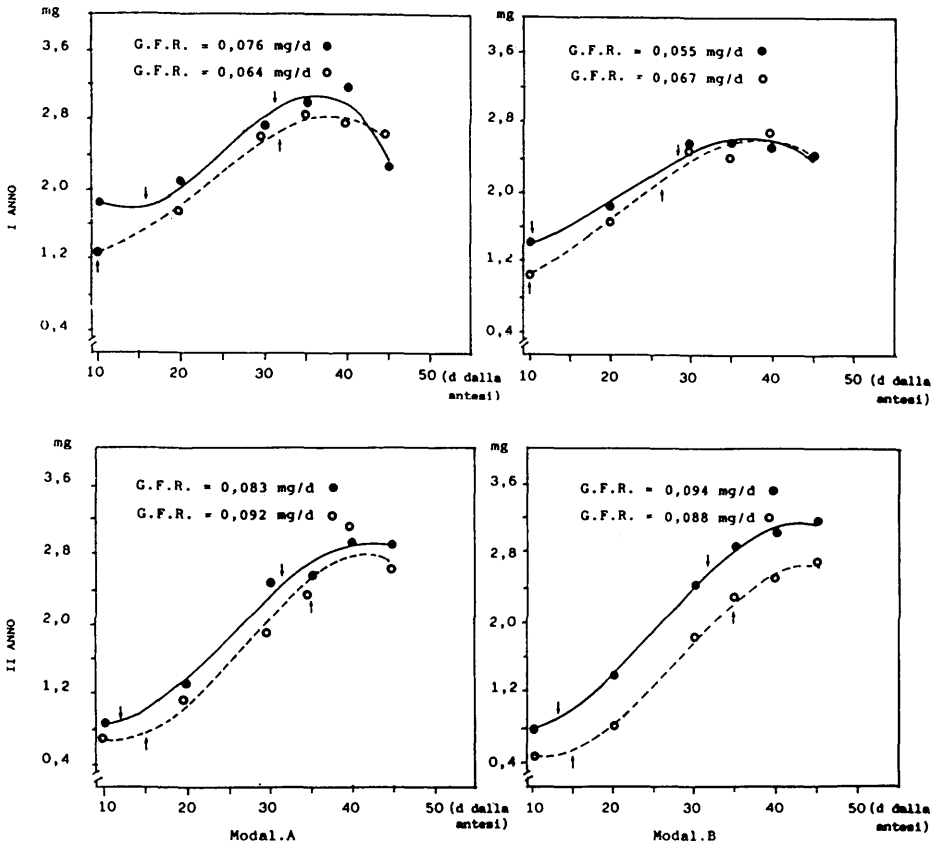 mg
3,6
2,8
2,0
1,2
0,4
I ANNO
G.F.R. = 0,076 mg/d
G.F.R. = 0,064 mg/d
10 20 30 40 50 (d dalla
antesi)
mg
3,6
2,8
2,0
1,2
0,4
G.F.R. = 0,055 mg/d
G.F.R. = 0,067 mg/d
10 20 30 40 50 (d dalla
antesi)
mg
3,6
2,8
2,0
1,2
0,4
II ANNO
G.F.R. = 0,083 mg/d
G.F.R. = 0,092 mg/d
10 20 30 40 50 (d dalla
antesi)
Modal.A
mg
3,6
2,8
2,0
1,2
0,4
G.F.R. = 0,094 mg/d
G.F.R. = 0,088 mg/d
10 20 30 40 50 (d dalla
antesi)
Modal.B